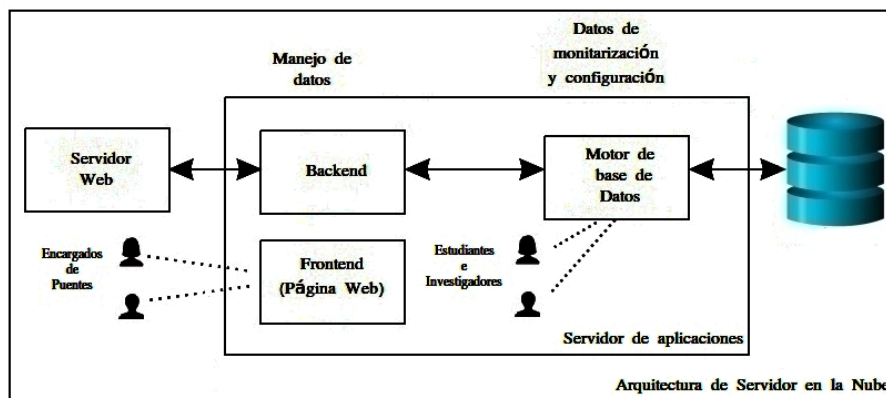 Manejo de
datos
Datos de
monitarización
y configuración
Servidor
Web
Backend
Motor de
base de
Datos
Encargados
de
Puentes
Frontend
(Página Web)
Estudiantes
e
Investigadores
Servidor de aplicaciones
Arquitectura de Servidor en la Nube